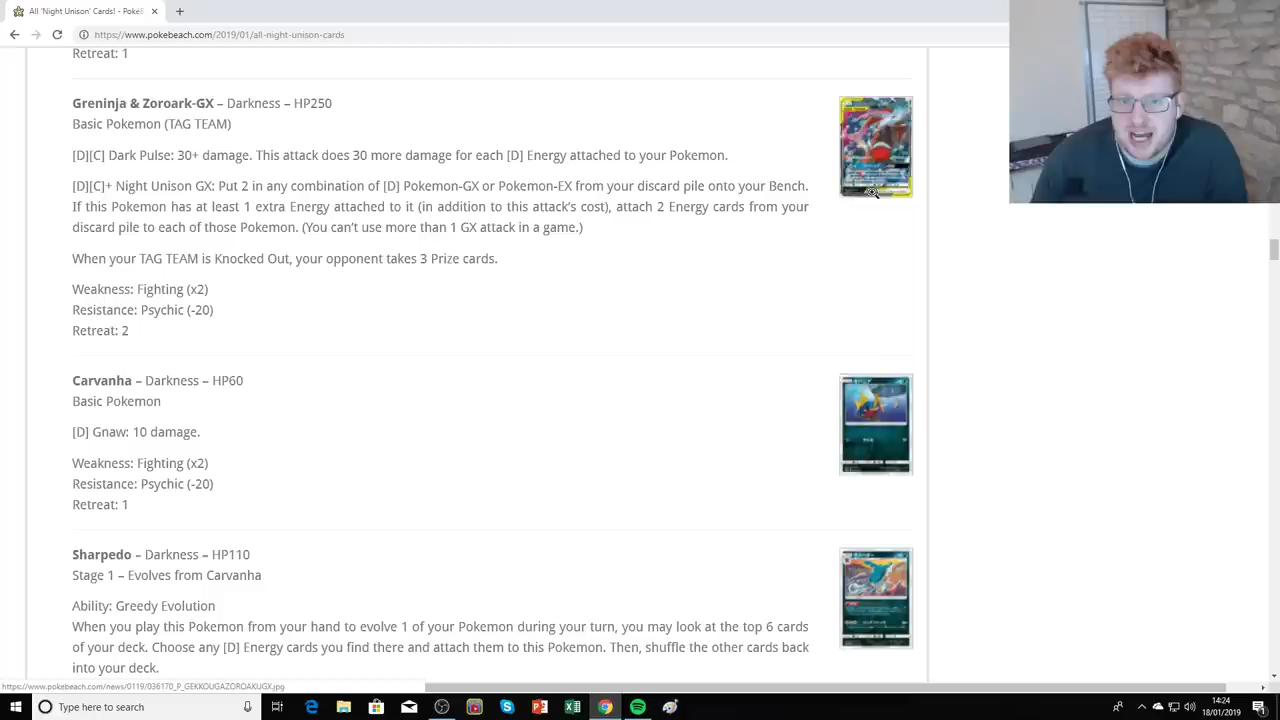 All 'Night Unison' Cards! - Poké
https://www.pokebeach.com/2019/01/all-night-unison-cards
Retreat: 1
Greninja & Zoroark-GX – Darkness – HP250
Basic Pokemon (TAG TEAM)
[D][C] Dark Pulse: 30+ damage. This attack does 30 more damage for each [D] Energy attached to your Pokemon.
[D][C]+ Night Unison GX: Put 2 in any combination of [D] Pokemon-GX or Pokemon-EX from your discard pile onto your Bench.
If this Pokemon has at least 1 extra Energy attached to it (in addition to this attack's cost), attach 2 Energy cards from your
discard pile to each of those Pokemon. (You can't use more than 1 GX attack in a game.)
When your TAG TEAM is Knocked Out, your opponent takes 3 Prize cards.
Weakness: Fighting (x2)
Resistance: Psychic (-20)
Retreat: 2
Carvanha – Darkness – HP60
Basic Pokemon
[D] Gnaw: 10 damage.
Weakness: Fighting (x2)
Resistance: Psychic (-20)
Retreat: 1
Sharpedo – Darkness – HP110
Stage 1 – Evolves from Carvanha
Ability: Greedy Evolution
When you play this Pokemon from your hand to evolve 1 of your Pokemon during your turn, you may look at the top 6 cards
of your deck, choose any [D] Energy cards you find there and attach them to this Pokemon. Then, shuffle the other cards back
into your deck.
https://www.pokebeach.com/news/0119/036170_P_GEKKOUGAZOROAKUGX.jpg
Type here to search
14:24
18/01/2019